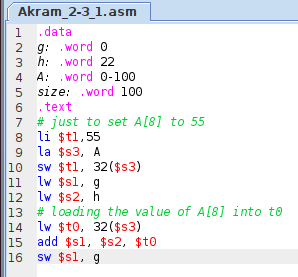 Akram_2-3_1.asm
1 .data
2 g: .word 0
3 h: .word 22
4 A: .word 0-100
5 size: .word 100
6 .text
7 # just to set A[8] to 55
8 li $t1,55
9 la $s3, A
10 sw $t1, 32($s3)
11 lw $s1, g
12 lw $s2, h
13 # loading the value of A[8] into t0
14 lw $t0, 32($s3)
15 add $s1, $s2, $t0
16 sw $s1, g